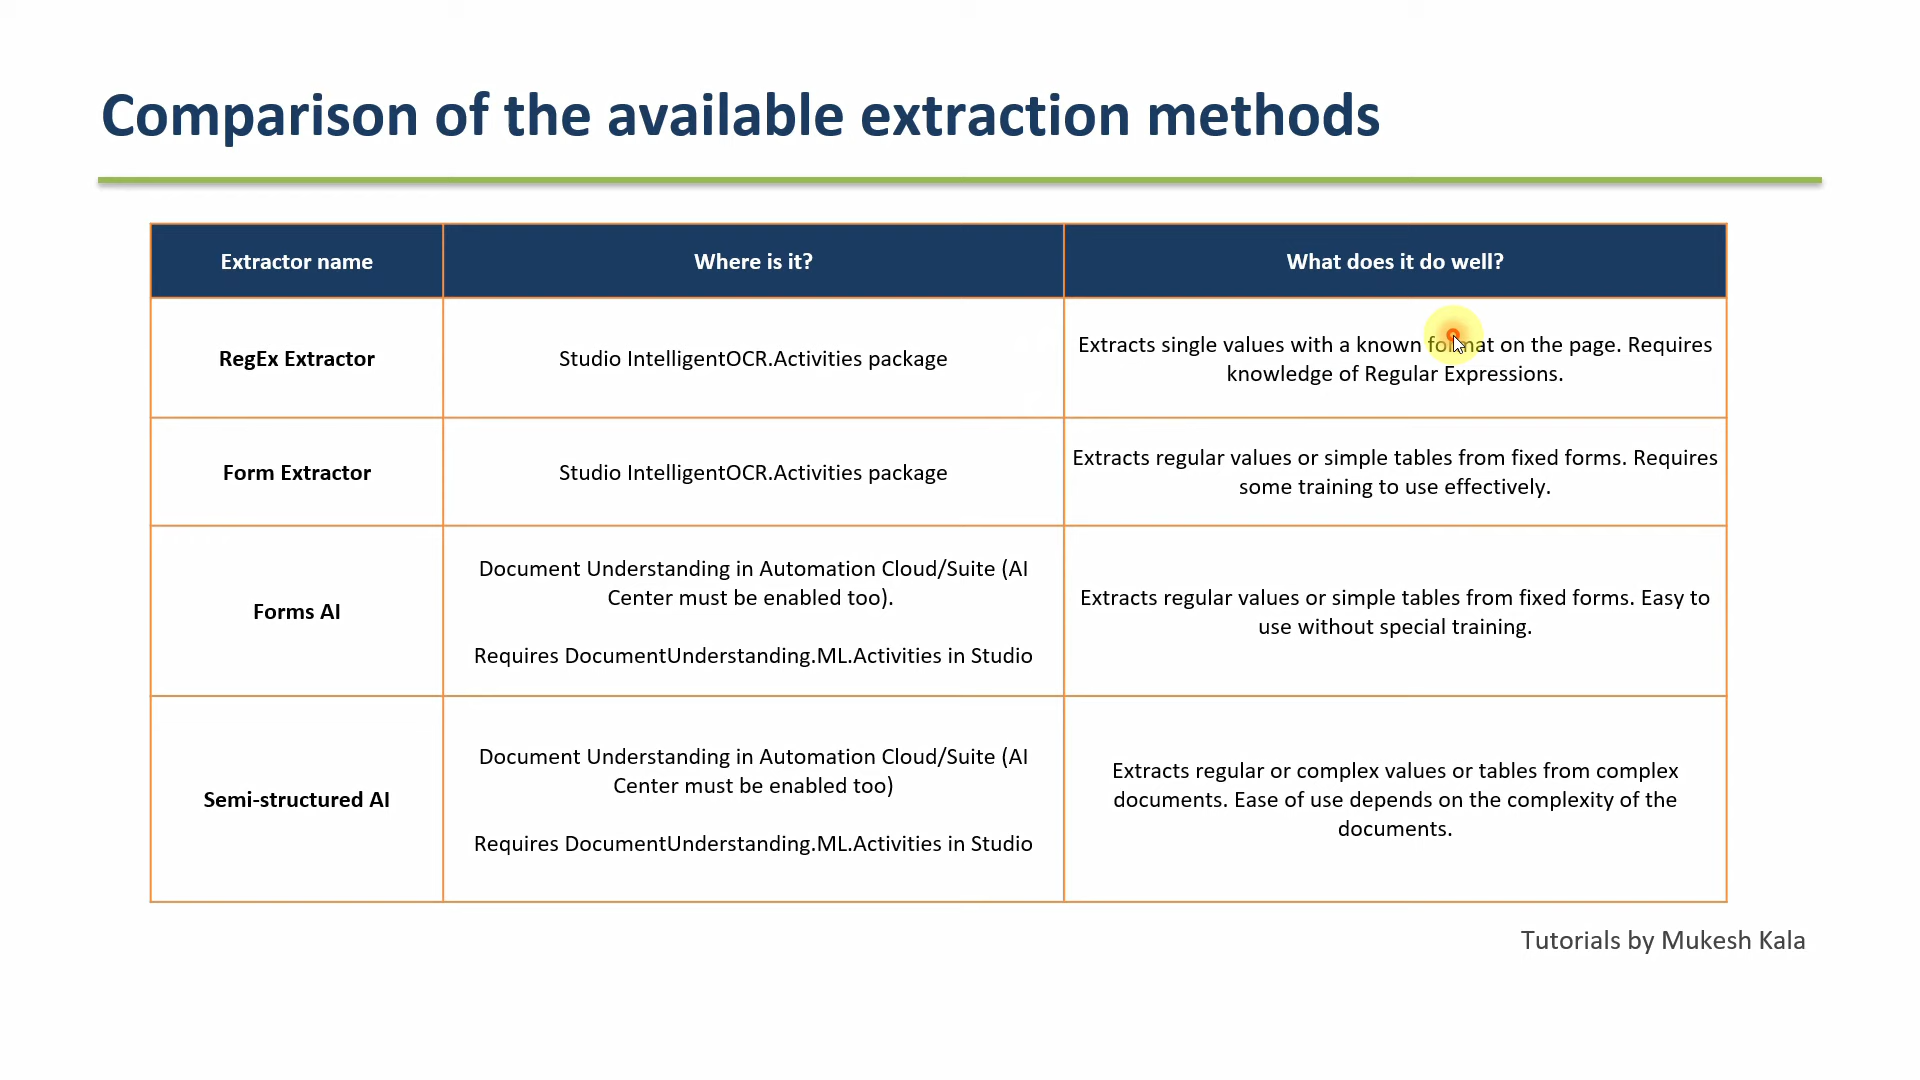 Comparison of the available extraction methods
Extractor name
Where is it?
What does it do well?
RegEx Extractor
Studio IntelligentOCR.Activities package
Extracts single values with a known format on the page. Requires
knowledge of Regular Expressions.
Form Extractor
Studio IntelligentOCR.Activities package
Extracts regular values or simple tables from fixed forms. Requires
some training to use effectively.
Forms AI
Document Understanding in Automation Cloud/Suite (AI
Center must be enabled too).
Requires DocumentUnderstanding.ML.Activities in Studio
Extracts regular values or simple tables from fixed forms. Easy to
use without special training.
Semi-structured AI
Document Understanding in Automation Cloud/Suite (AI
Center must be enabled too)
Requires DocumentUnderstanding.ML.Activities in Studio
Extracts regular or complex values or tables from complex
documents. Ease of use depends on the complexity of the
documents.
Tutorials by Mukesh Kala